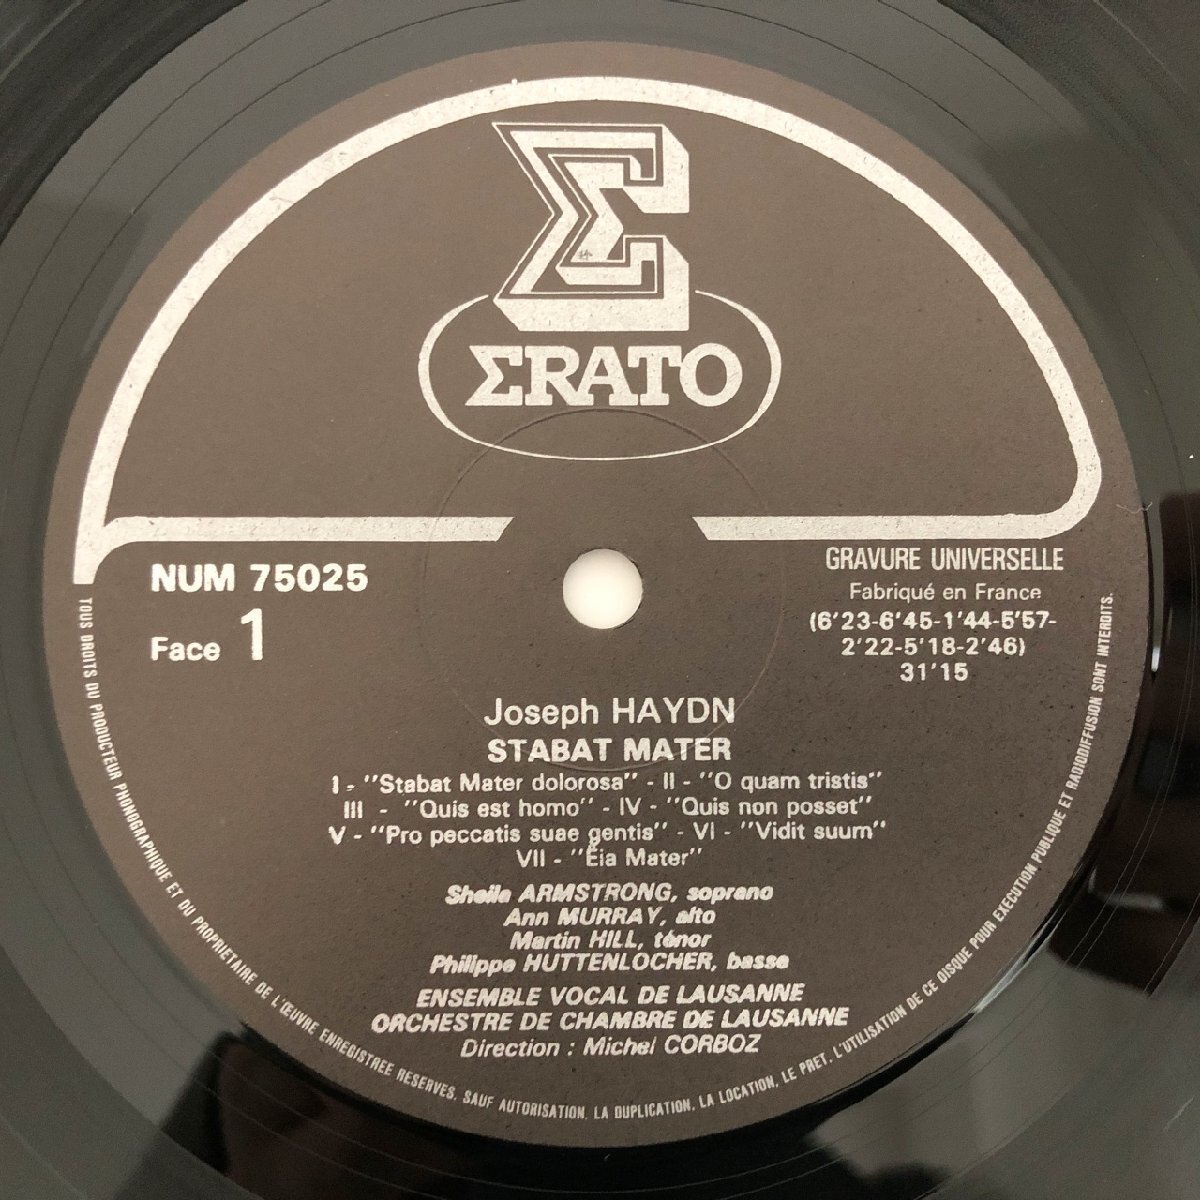 ΣRATO
NUM 75025
Face 1
GRAVURE UNIVERSELLE
Fabriqué en France
(6'23-6'45-1'44-5'57-
2'22-5'18-2'46)
31'15
Joseph HAYDN
STABAT MATER
I - "Stabat Mater dolorosa" - II - "O quam tristis"
III - "Quis est homo" - IV - "Quis non posset"
V - "Pro peccatis suae gentis" - VI - "Vidit suum"
VII - "Eia Mater"
Sheila ARMSTRONG, soprano
Ann MURRAY, alto
Martin HILL, ténor
Philippe HUTTENLOCHER, basse
ENSEMBLE VOCAL DE LAUSANNE
ORCHESTRE DE CHAMBRE DE LAUSANNE
Direction : Michel CORBOZ
TOUS DROITS DU PRODUCTEUR PHONOGRAPHIQUE ET DU PROPRIETAIRE DE L'ŒUVRE ENREGISTREE RESERVES. SAUF AUTORISATION, LA DUPLICATION, LA LOCATION, LE PRET, L'UTILISATION DE CE DISQUE POUR EXECUTION PUBLIQUE ET RADIODIFFUSION SONT INTERDITS.